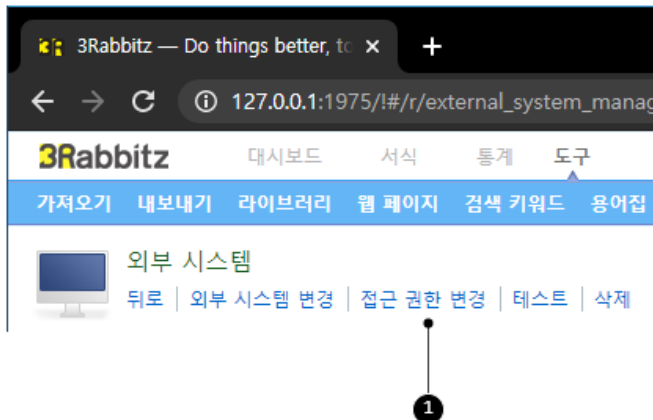 3Rabbitz — Do things better, to
127.0.0.1:1975/!#/r/external_system_manag
3Rabbitz 대시보드 서식 통계 도구
가져오기 내보내기 라이브러리 웹 페이지 검색 키워드 용어집
외부 시스템
뒤로 | 외부 시스템 변경 | 접근 권한 변경 | 테스트 | 삭제
1